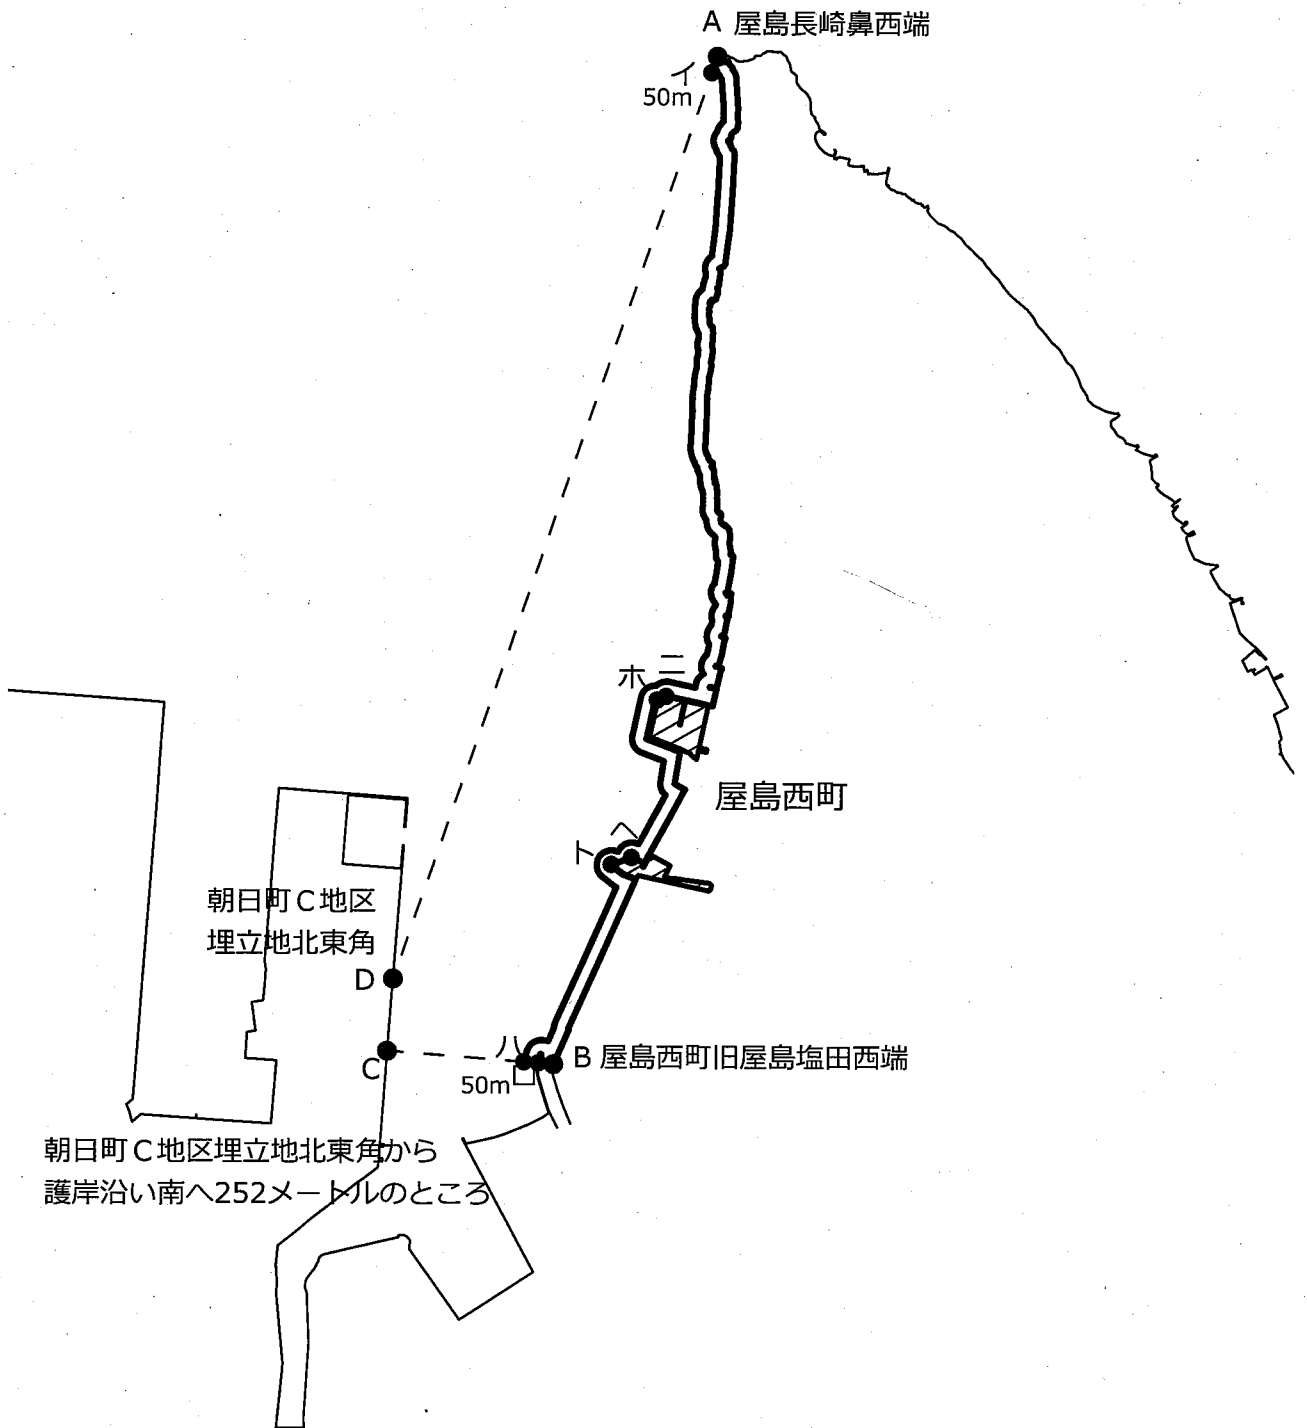 A 屋島長崎鼻西端
イ
50m
ホ
ニ
屋島西町
ヘ
ト
朝日町C地区
埋立地北東角
D
C
ハ
ロ
50m
B 屋島西町旧屋島塩田西端
朝日町C地区埋立地北東角から
護岸沿い南へ252メートルのところ